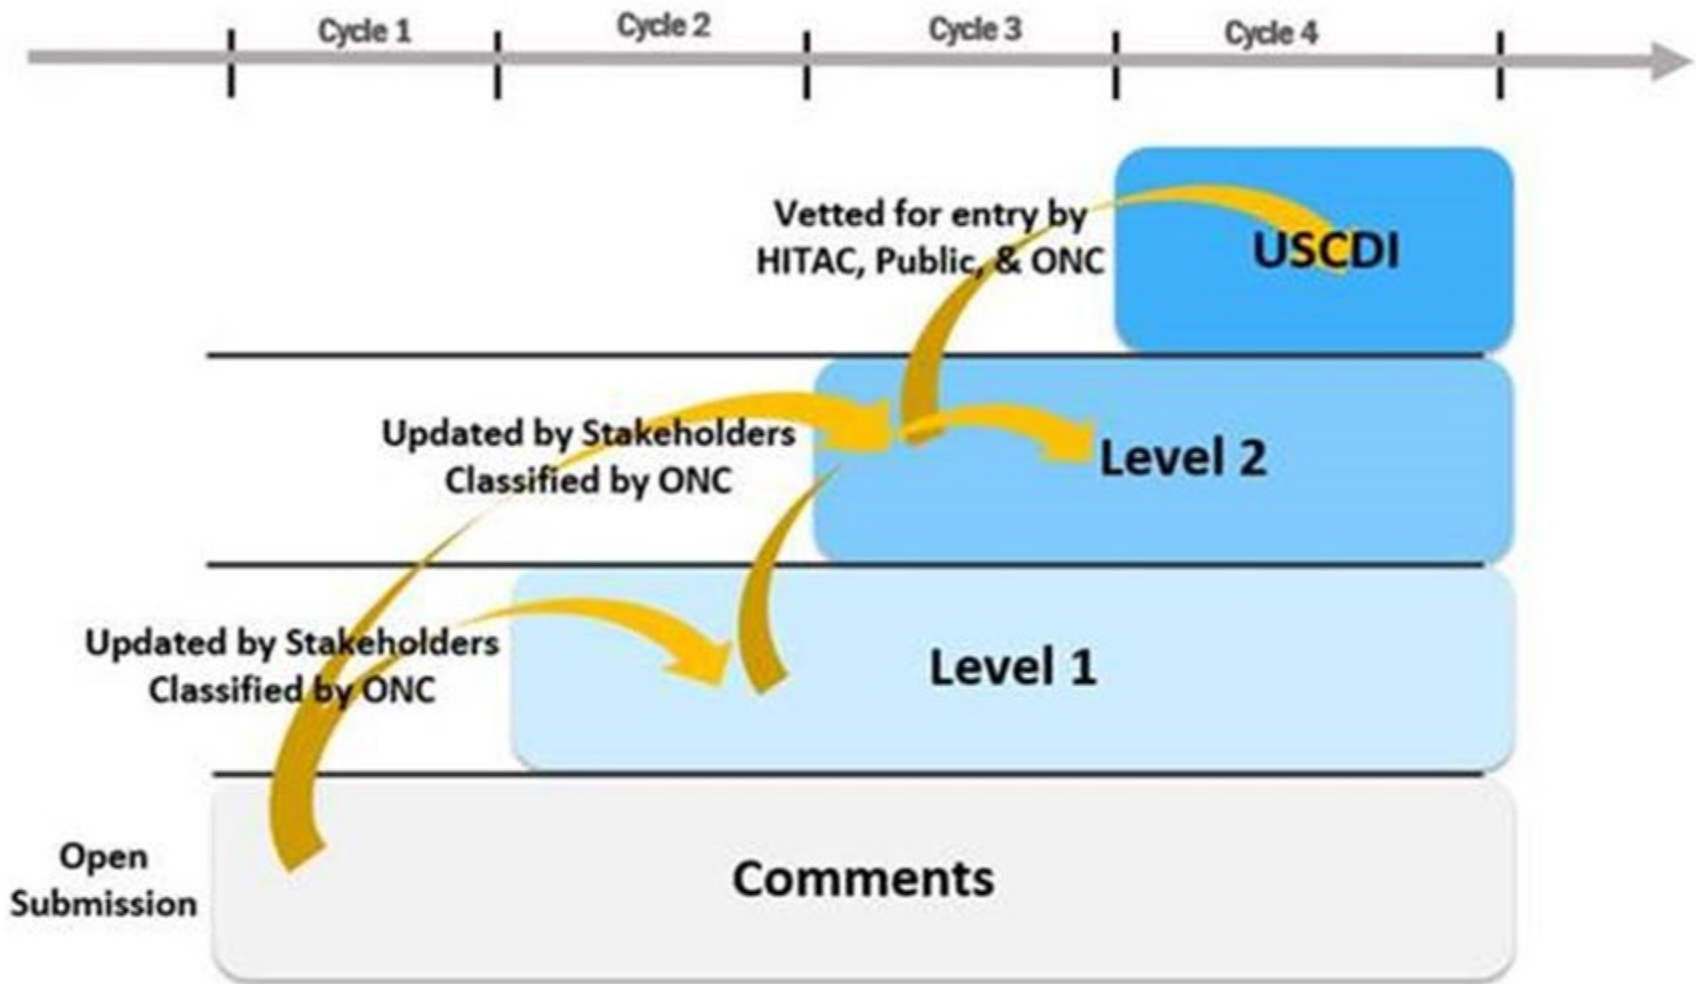 Cycle 1
Cycle 2
Cycle 3
Cycle 4
Vetted for entry by
HITAC, Public, & ONC
USCDI
Updated by Stakeholders
Classified by ONC
Level 2
Updated by Stakeholders
Classified by ONC
Level 1
Open
Submission
Comments